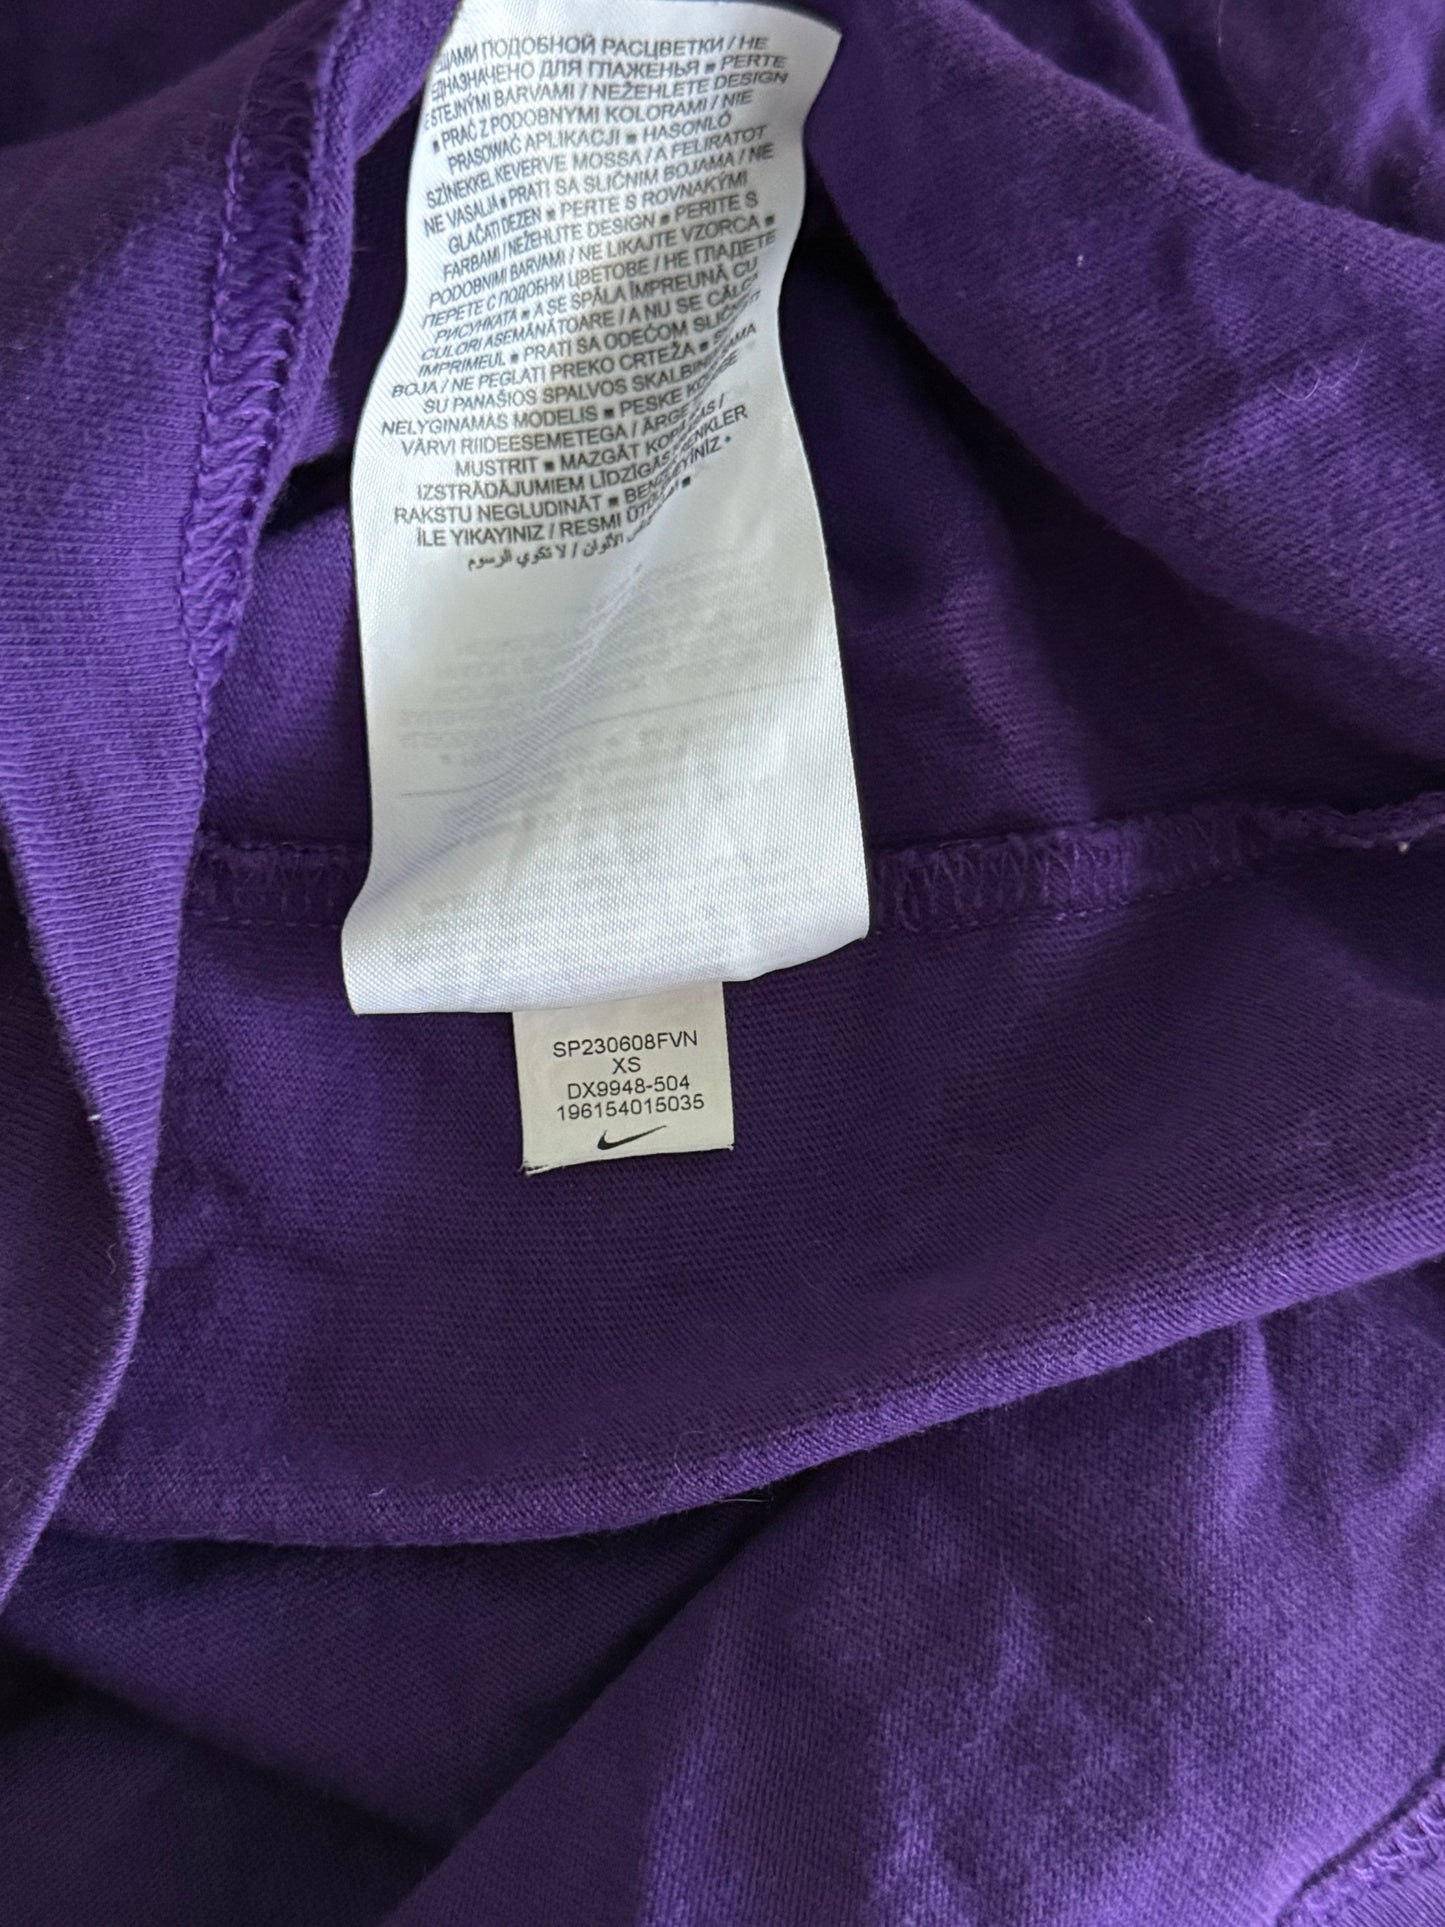 ЩАМИ ПОДОБНОЙ РАСЦВЕТКИ / НЕ
ЕДНАЗНАЧЕНО ДЛЯ ГЛАЖЕНЬЯ ▪ PERTE
STEJNÝMI BARVAMI / NEŽEHLETE DESIGN
▪ PRAĆ Z PODOBNYMI KOLORAMI / NIE
PRASOWAĆ APLIKACJI ▪ HASONLÓ
SZÍNEKKEL KEVERVE MOSSA / A FELIRATOT
NE VASALJA ▪ PRATI SA SLIČNIM BOJAMA / NE
GLAČATI DEZEN ▪ PERTE S ROVNAKÝMI
FARBAMI / NEŽEHLITE DESIGN ▪ PERITE S
PODOBNIMI BARVAMI / NE LIKAJTE VZORCA ▪
ПЕРЕТЕ С ПОДОБНИ ЦВЕТОВЕ / НЕ ГЛАДЕТЕ
РИСУНКАТА ▪ A SE SPĂLA ÎMPREUNĂ CU
CULORI ASEMĂNĂTOARE / A NU SE CĂLCA
IMPRIMEUL ▪ PRATI SA ODEĆOM
BOJA / NE PEGLATI PREKO CRTEŽA ▪
SU PANAŠIOS SPALVOS SKALBINIAIS
NELYGINAMAS MODELIS ▪ PESKE
VÄRVI RIIDEESEMETEGA / ÄRGE
MUSTRIT ▪ MAZGĀT KOPĀ
IZSTRĀDĀJUMIEM LĪDZĪGĀS
RAKSTU NEGLUDINĀT ▪ BENZER RENKLER
İLE YIKAYINIZ / RESMI ÜTÜLEMEYİNİZ ▪
الألوان / لا تكوي الرسوم
SP230608FVN
XS
DX9948-504
196154015035